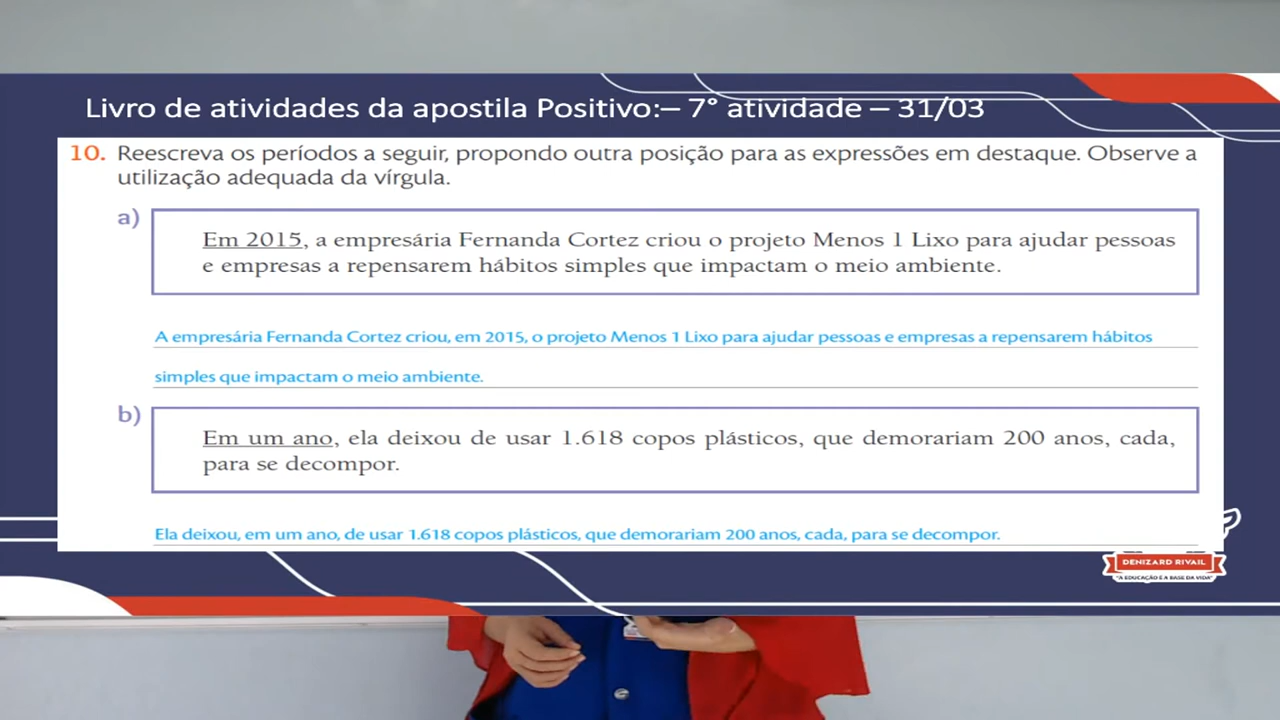 Livro de atividades da apostila Positivo:– 7° atividade – 31/03
10. Reescreva os períodos a seguir, propondo outra posição para as expressões em destaque. Observe a
utilização adequada da vírgula.
a)
Em 2015, a empresária Fernanda Cortez criou o projeto Menos 1 Lixo para ajudar pessoas
e empresas a repensarem hábitos simples que impactam o meio ambiente.
A empresária Fernanda Cortez criou, em 2015, o projeto Menos 1 Lixo para ajudar pessoas e empresas a repensarem hábitos
simples que impactam o meio ambiente.
b)
Em um ano, ela deixou de usar 1.618 copos plásticos, que demorariam 200 anos, cada,
para se decompor.
Ela deixou, em um ano, de usar 1.618 copos plásticos, que demorariam 200 anos, cada, para se decompor.
DENIZARD RIVAIL
"A EDUCAÇÃO É A BASE DA VIDA"